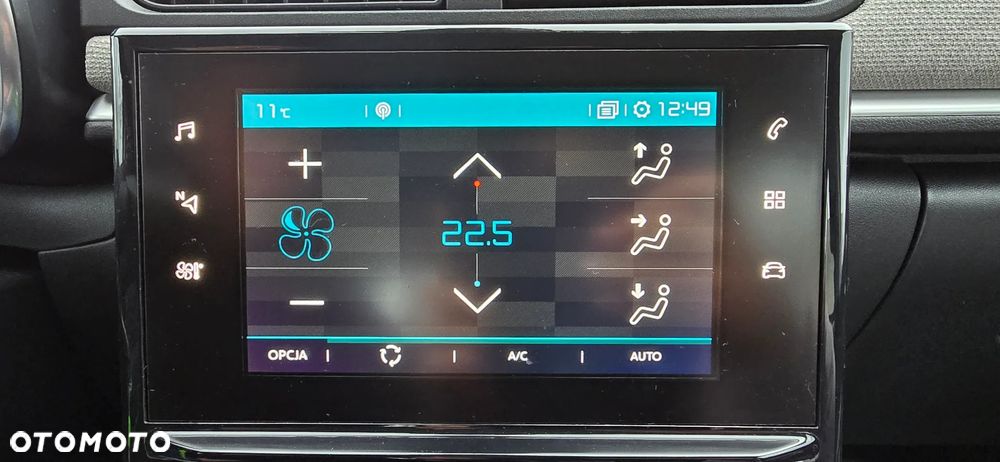 11°C 12:49
N
22.5
OPCJA A/C AUTO
OTOMOTO